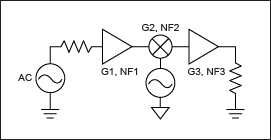 G2, NF2
AC
G1, NF1
G3, NF3